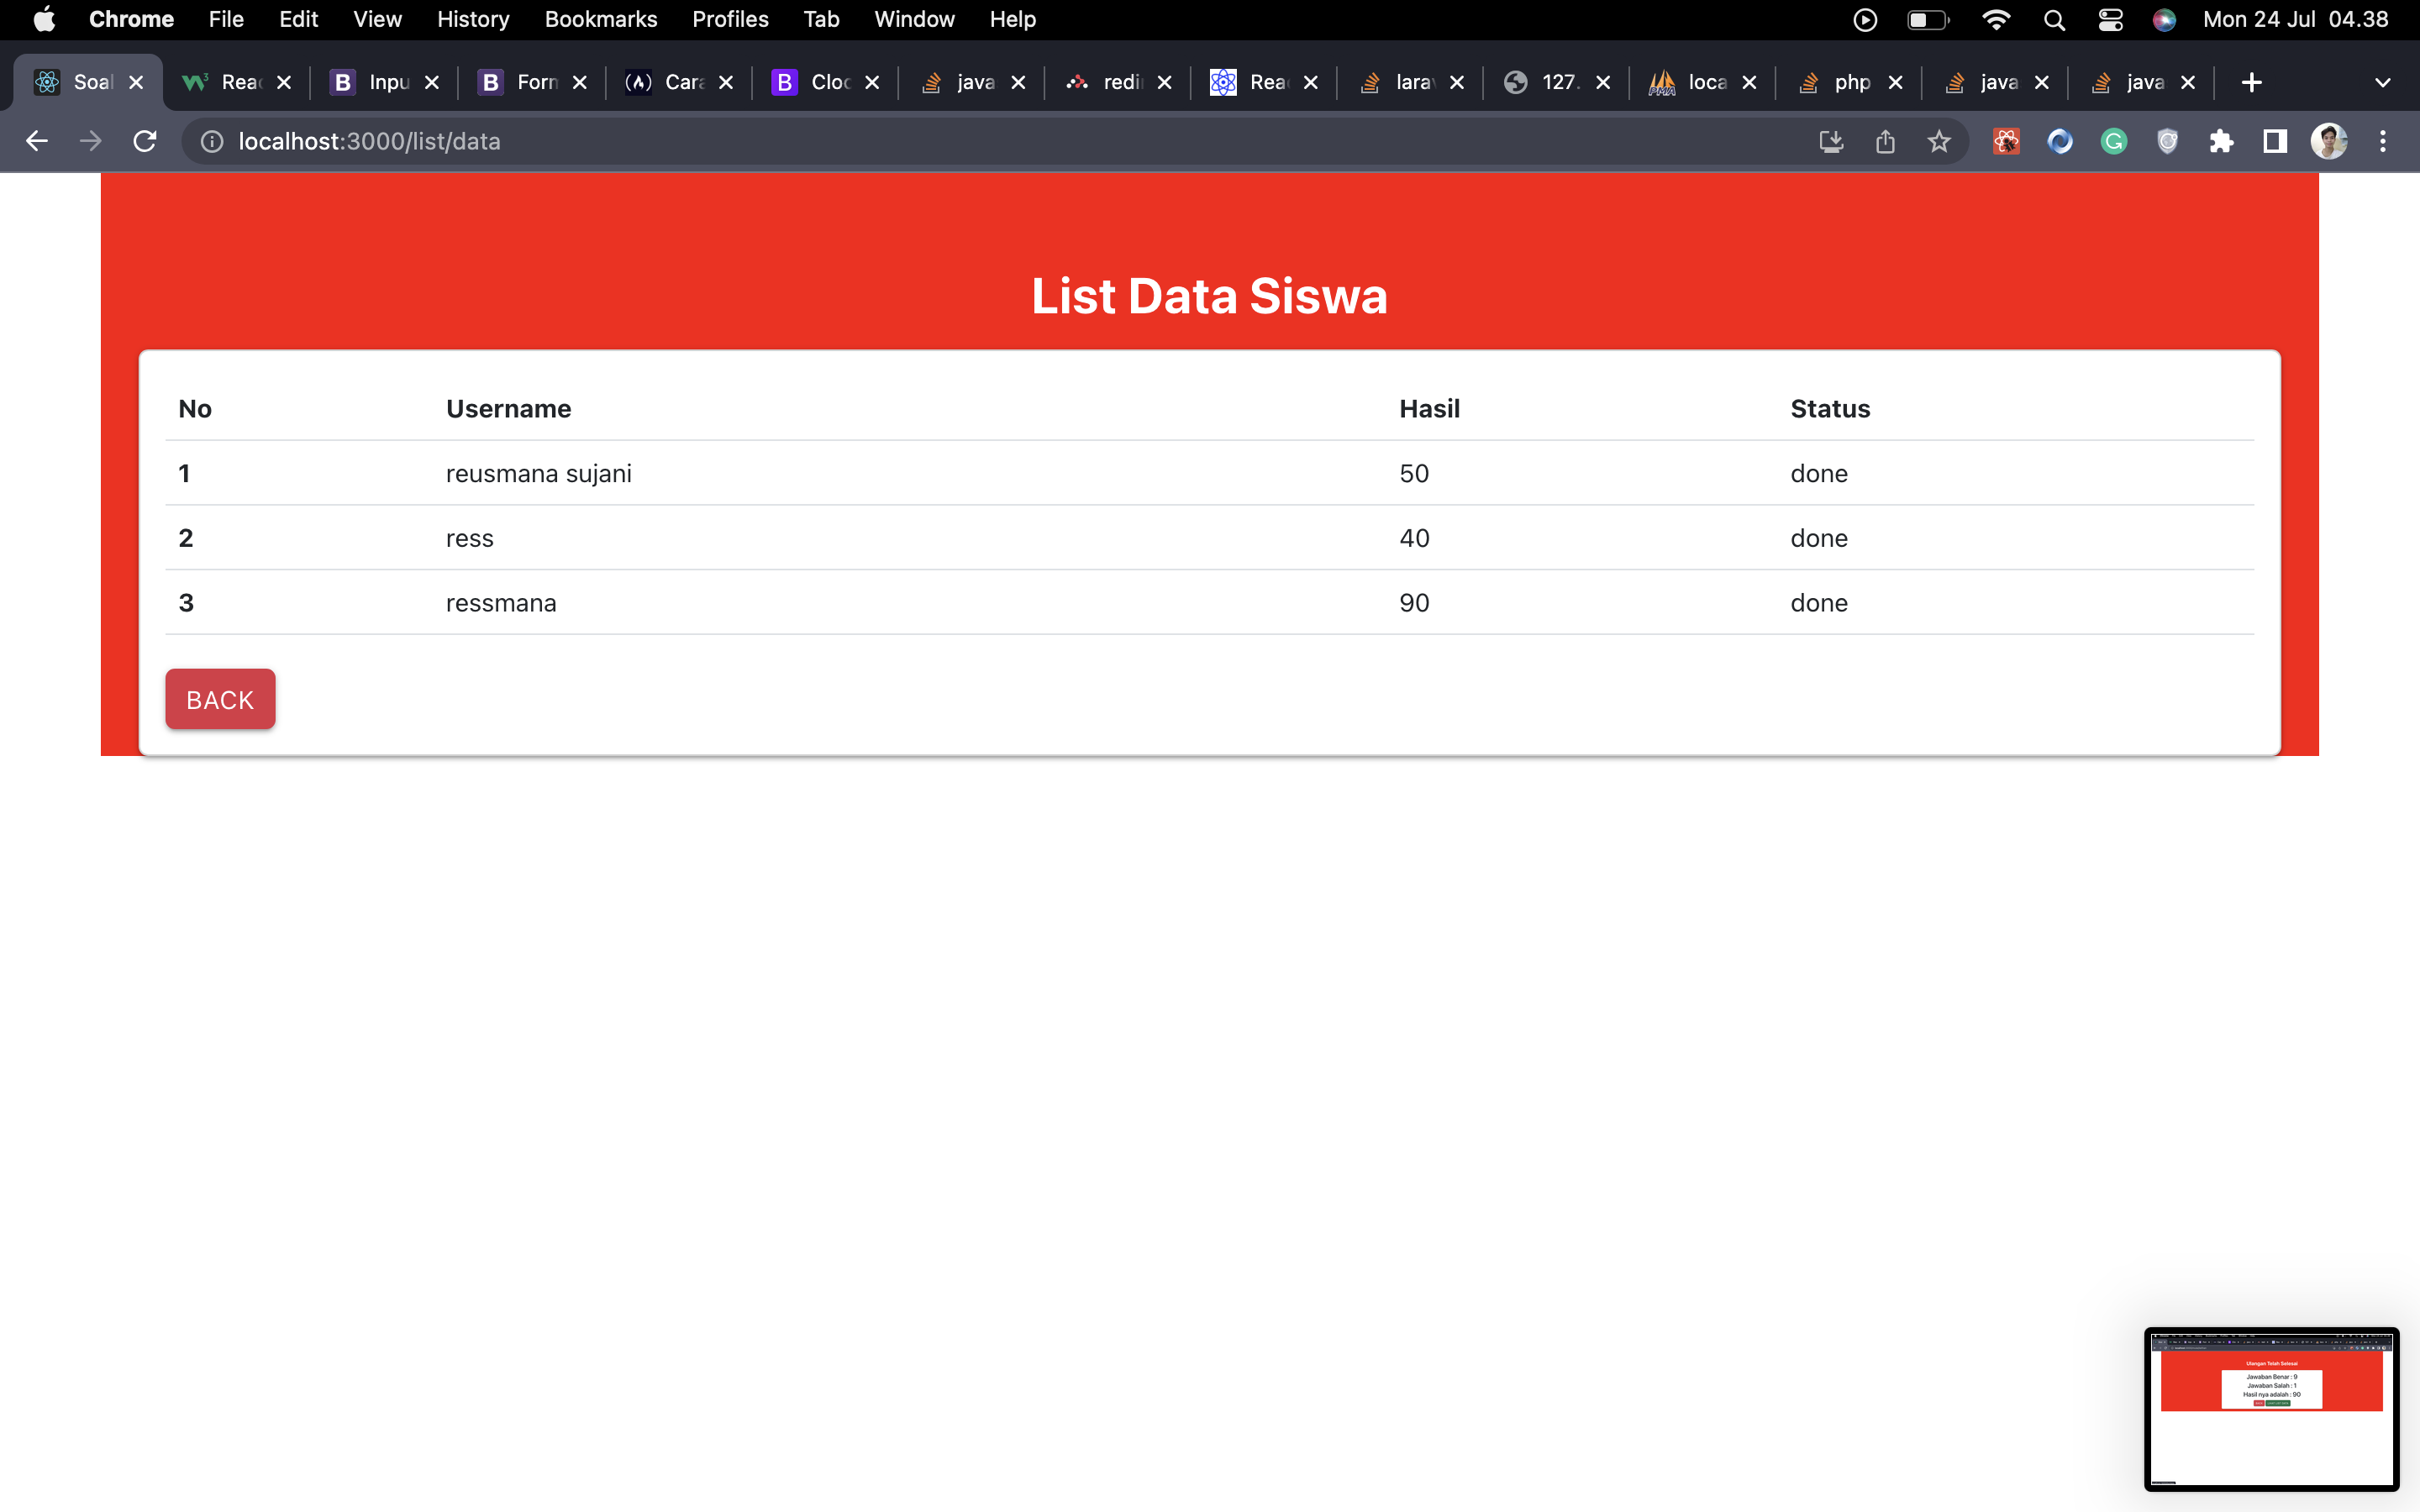 Chrome File Edit View History Bookmarks Profiles Tab Window Help Mon 24 Jul 04.38
Soal Rea Inpu Forn Cara Cloc java redi Rea lara 127. loca php java java
localhost:3000/list/data
List Data Siswa
No Username Hasil Status
1 reusmana sujani 50 done
2 ress 40 done
3 ressmana 90 done
BACK
Ulangan Telah Selesai
Jawaban Benar : 9
Jawaban Salah : 1
Hasil nya adalah : 90